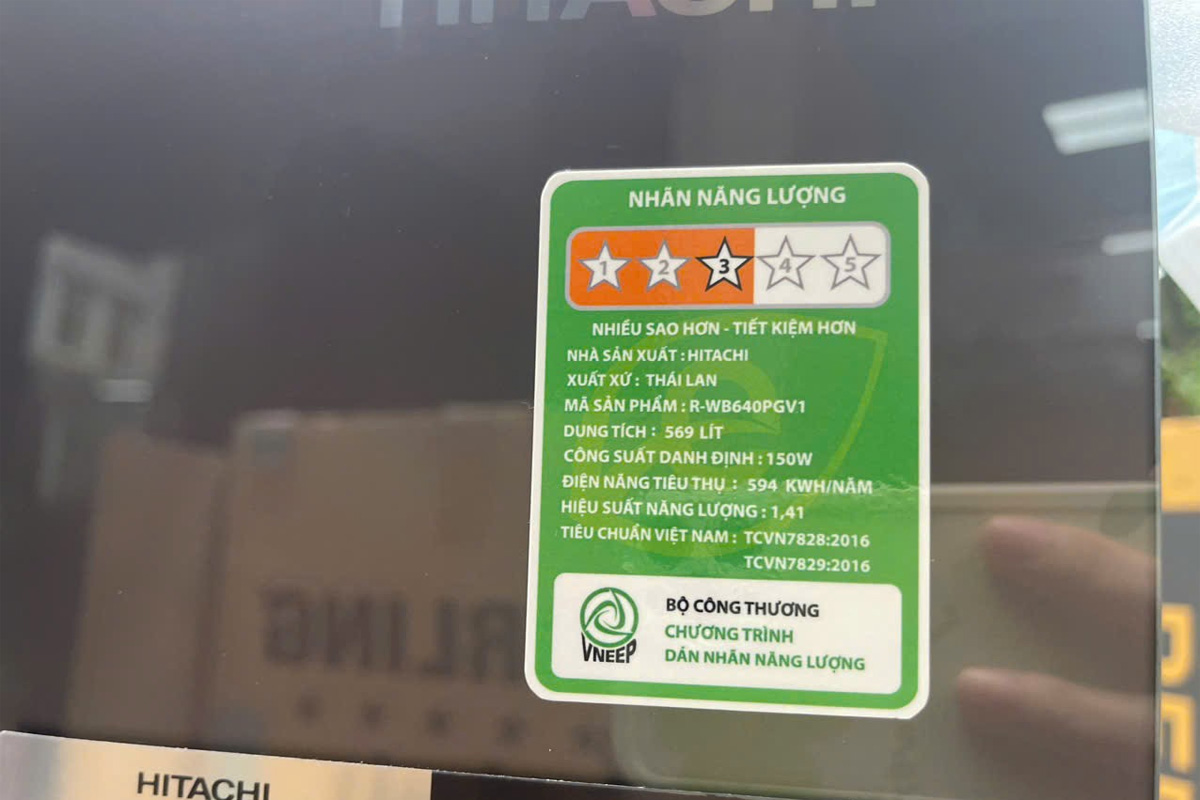 HITACHI
NHÃN NĂNG LƯỢNG
1 2 3 4 5
NHIỀU SAO HƠN - TIẾT KIỆM HƠN
NHÀ SẢN XUẤT : HITACHI
XUẤT XỨ : THÁI LAN
MÃ SẢN PHẨM : R-WB640PGV1
DUNG TÍCH : 569 LÍT
CÔNG SUẤT DANH ĐỊNH : 150W
ĐIỆN NĂNG TIÊU THỤ : 594 KWH/NĂM
HIỆU SUẤT NĂNG LƯỢNG : 1,41
TIÊU CHUẨN VIỆT NAM : TCVN7828:2016
TCVN7829:2016
VNEEP
BỘ CÔNG THƯƠNG
CHƯƠNG TRÌNH
DÁN NHÃN NĂNG LƯỢNG
HITACHI